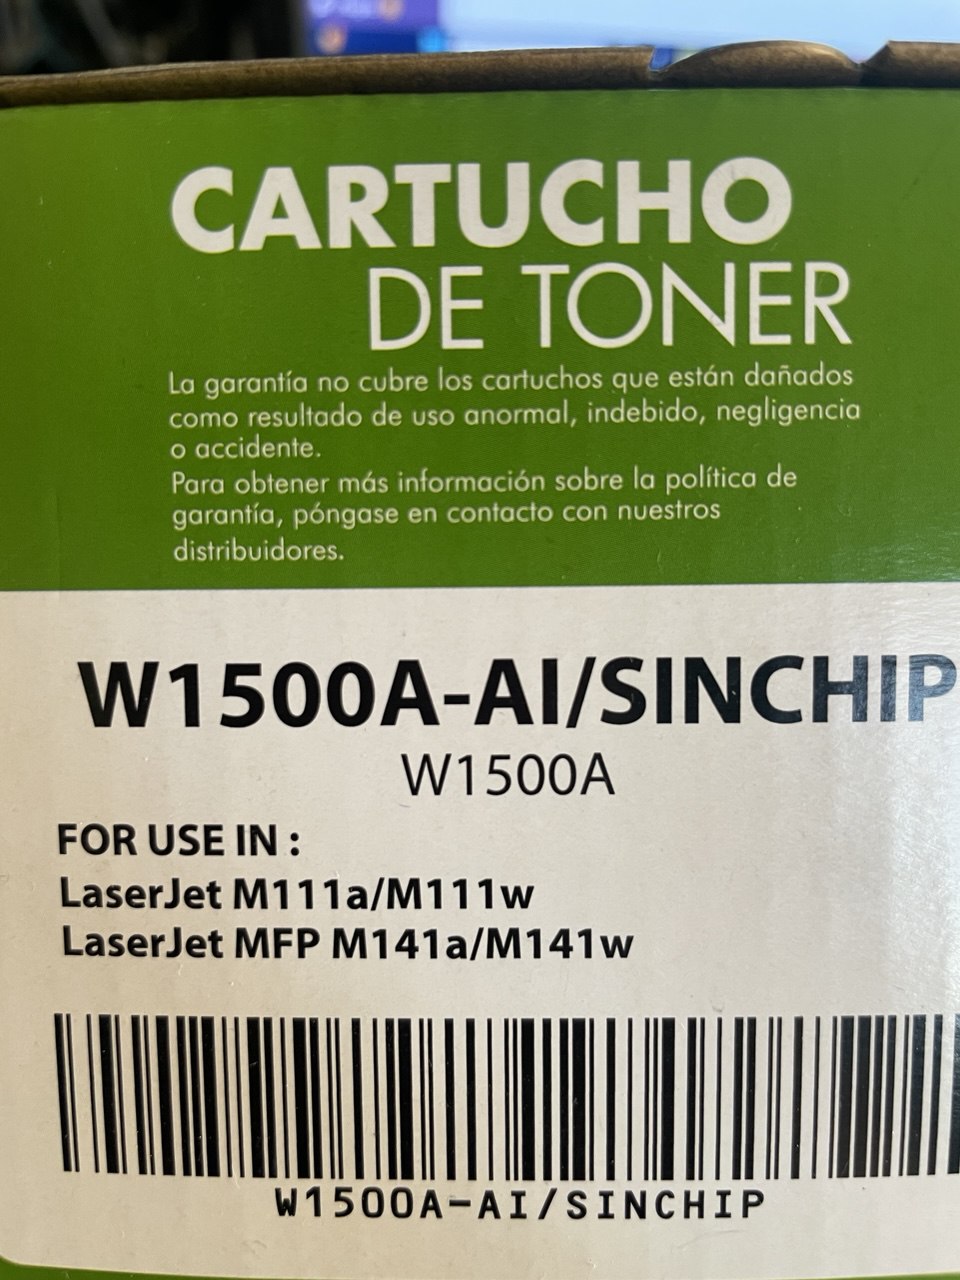 CARTUCHO
DE TONER
La garantía no cubre los cartuchos que están dañados
como resultado de uso anormal, indebido, negligencia
o accidente.
Para obtener más información sobre la política de
garantía, póngase en contacto con nuestros
distribuidores.
W1500A-AI/SINCHIP
W1500A
FOR USE IN :
LaserJet M111a/M111w
LaserJet MFP M141a/M141w
W1500A-AI/SINCHIP